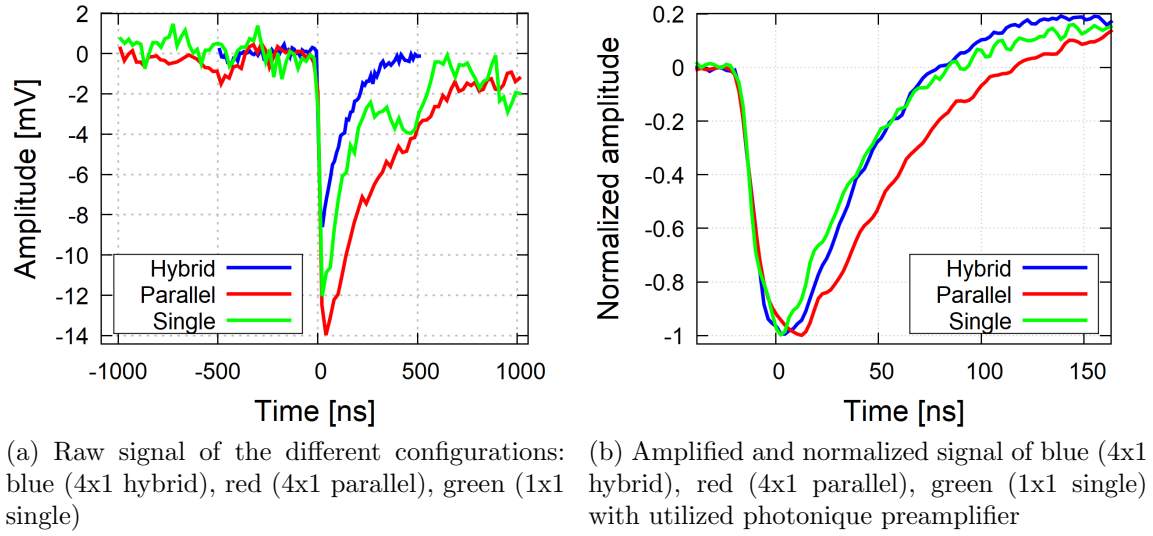 2
0
-2
-4
-6
-8
-10
-12
-14
Amplitude [mV]
Hybrid
Parallel
Single
-1000 -500 0 500 1000
Time [ns]
0.2
0
-0.2
-0.4
-0.6
-0.8
-1
Normalized amplitude
Hybrid
Parallel
Single
0 50 100 150
Time [ns]
(a) Raw signal of the different configurations:
blue (4x1 hybrid), red (4x1 parallel), green (1x1
single)
(b) Amplified and normalized signal of blue (4x1
hybrid), red (4x1 parallel), green (1x1 single)
with utilized photonique preamplifier